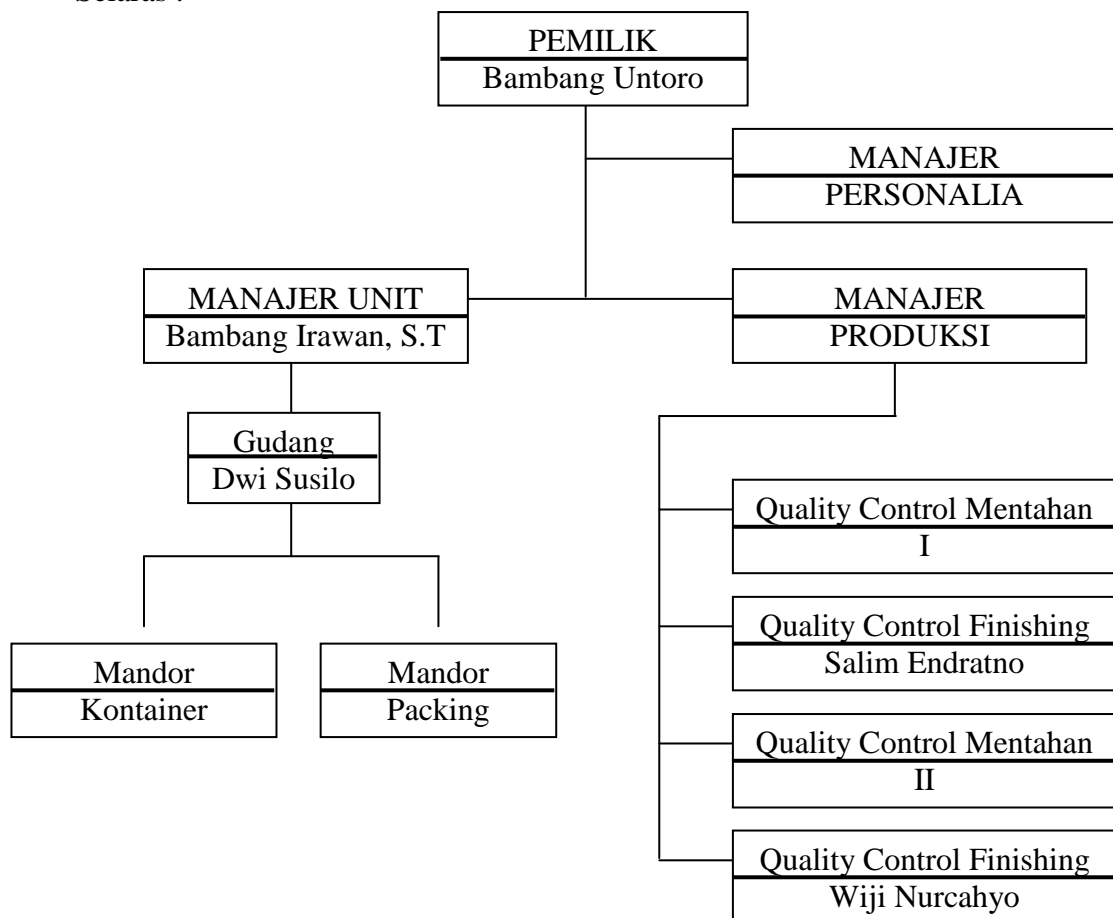 PEMILIK
Bambang Untoro
MANAJER
PERSONALIA
MANAJER UNIT
Bambang Irawan, S.T
MANAJER
PRODUKSI
Gudang
Dwi Susilo
Mandor
Kontainer
Mandor
Packing
Quality Control Mentahan
I
Quality Control Finishing
Salim Endratno
Quality Control Mentahan
II
Quality Control Finishing
Wiji Nurcahyo